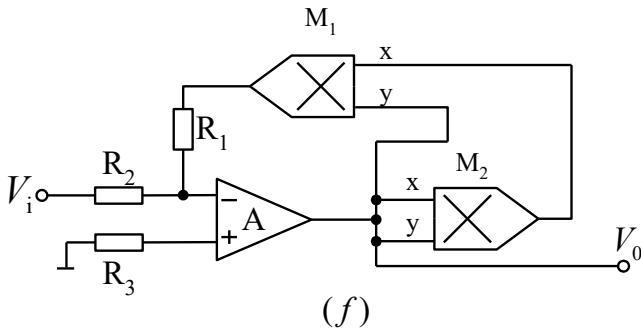 M₁
x
y
R₁
M₂
R₂
x
Vᵢ
−
A
y
+
V₀
R₃
(f)